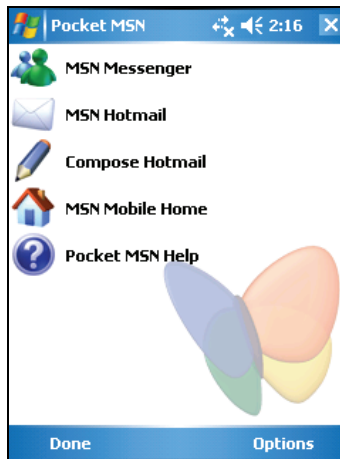 Pocket MSN 2:16
MSN Messenger
MSN Hotmail
Compose Hotmail
MSN Mobile Home
Pocket MSN Help
Done Options